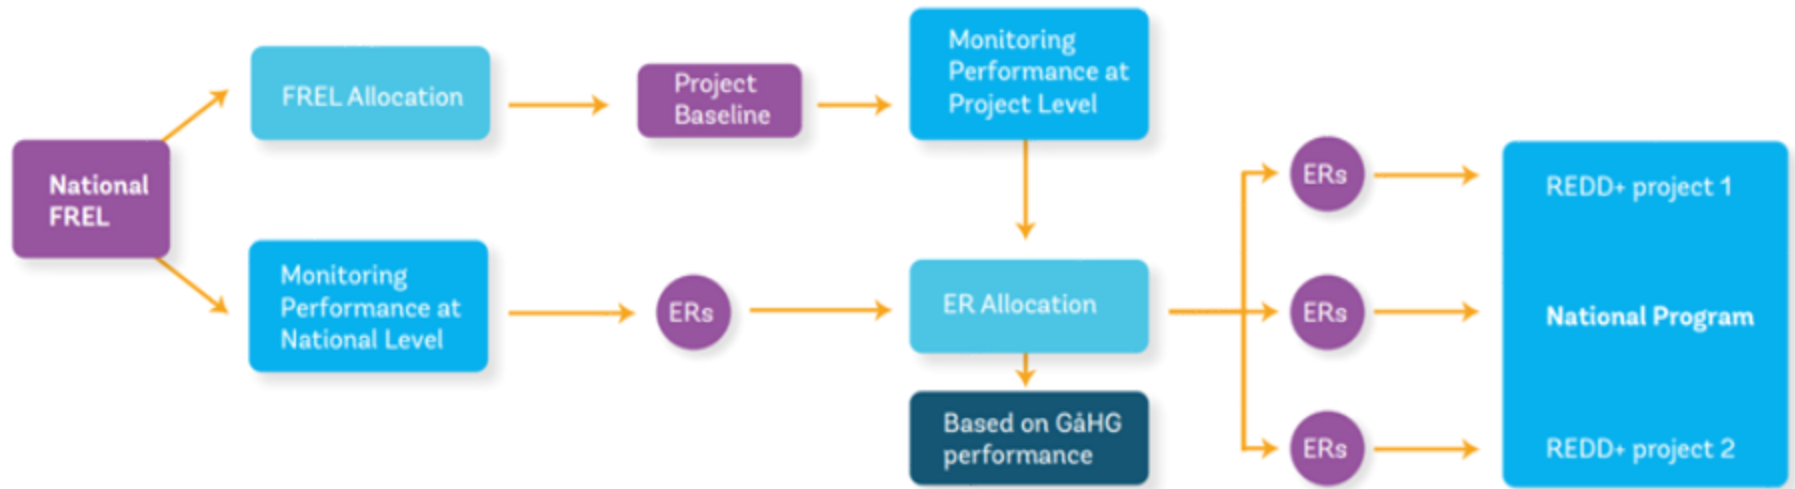 National
FREL
FREL Allocation
Project
Baseline
Monitoring
Performance at
Project Level
Monitoring
Performance at
National Level
ERs
ER Allocation
Based on GåHG
performance
ERs
REDD+ project 1
ERs
National Program
ERs
REDD+ project 2